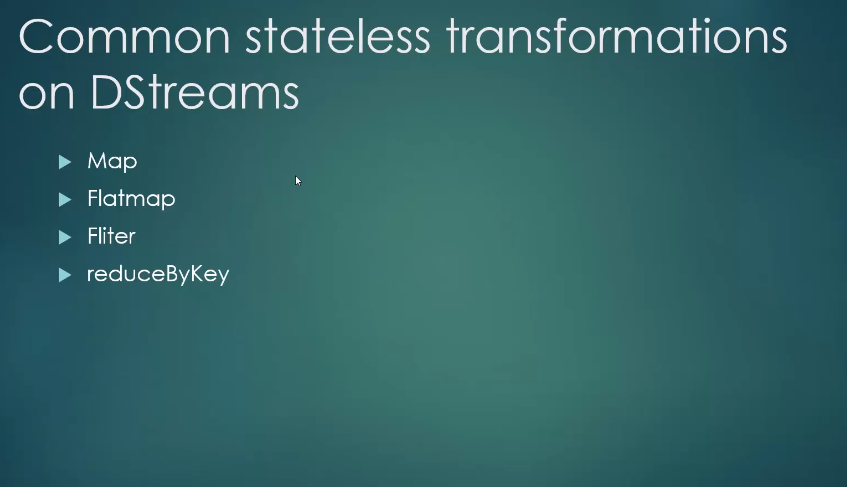 Common stateless transformations
on DStreams
Map
Flatmap
Fliter
reduceByKey